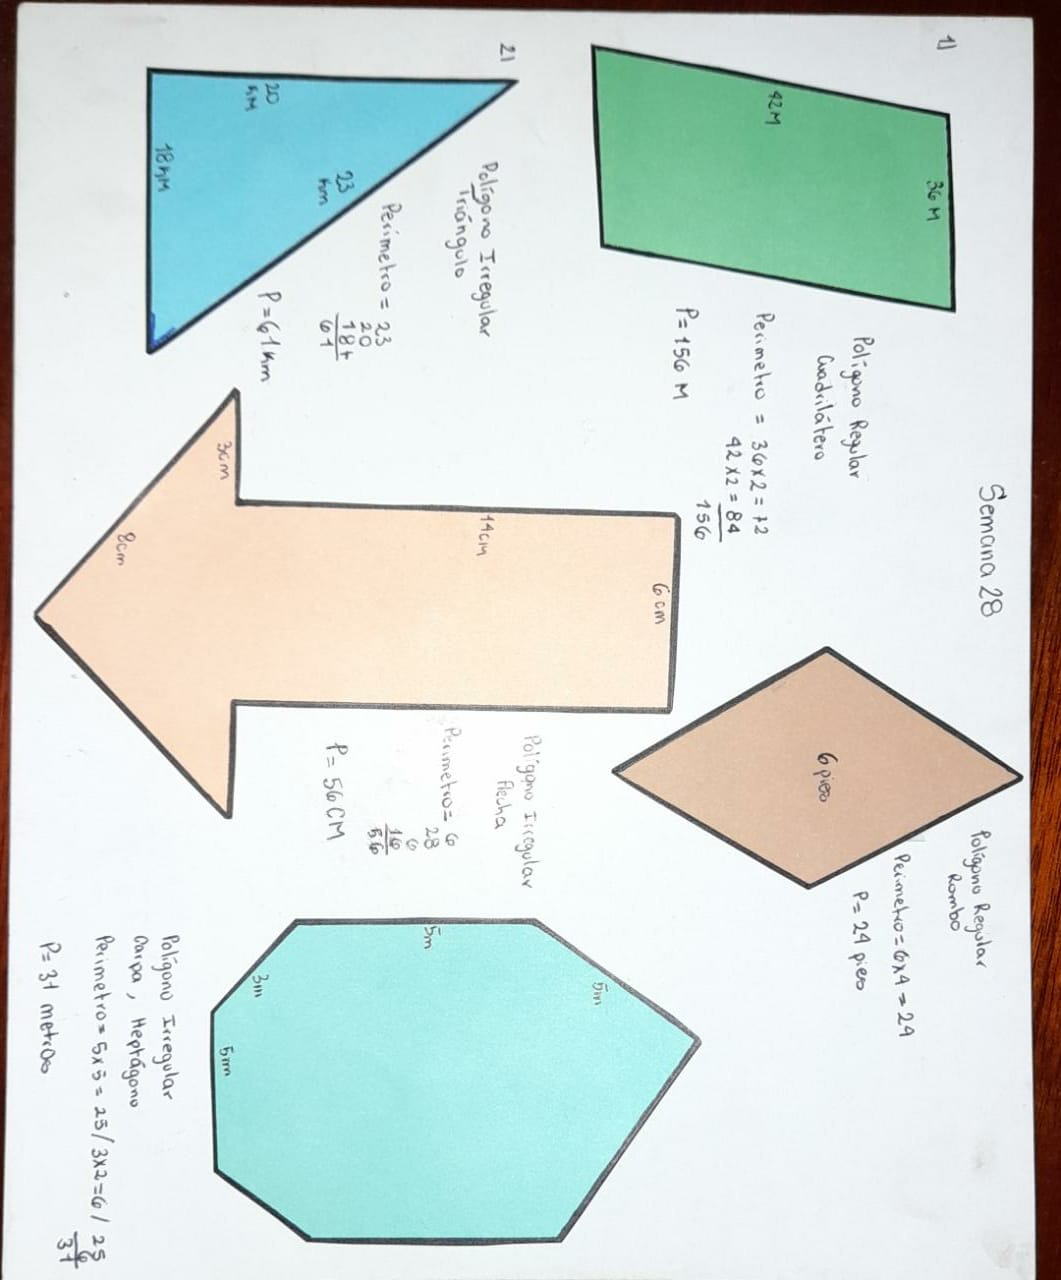 Semana 28
1)
36 M
42 M
Polígono Regular
Cuadrilátero
Perimetro = 36x2 = 72
42x2 = 84
156
P= 156 M
6 pies
Polígono Regular
Rombo
Perimetro = 6x4 = 24
P= 24 pies
2)
20
KM
23
Km
18 KM
Polígono Irregular
Triángulo
Perimetro = 23
20
18+
61
P= 61 Km
6 cm
14cm
3cm
8cm
Polígono Irregular
Flecha
Perimetro= 6
28
6
16
56
P= 56 CM
5m
5m
3m
5m
Polígono Irregular
Carpa, Heptágono
Perimetro= 5x5 = 25 / 3x2=6 / 25
6
31
P= 31 metros